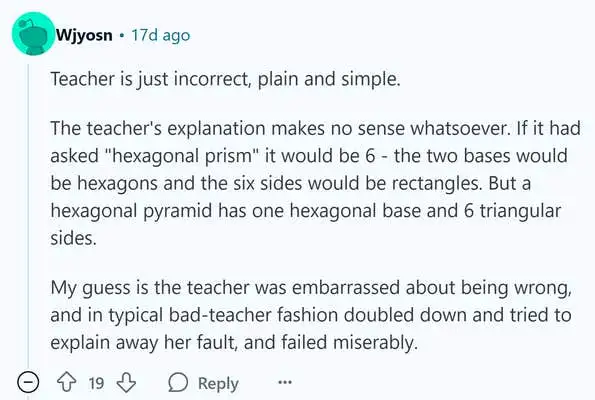 Wjyosn • 17d ago
Teacher is just incorrect, plain and simple.
The teacher's explanation makes no sense whatsoever. If it had
asked "hexagonal prism" it would be 6 - the two bases would
be hexagons and the six sides would be rectangles. But a
hexagonal pyramid has one hexagonal base and 6 triangular
sides.
My guess is the teacher was embarrassed about being wrong,
and in typical bad-teacher fashion doubled down and tried to
explain away her fault, and failed miserably.
19 Reply ...